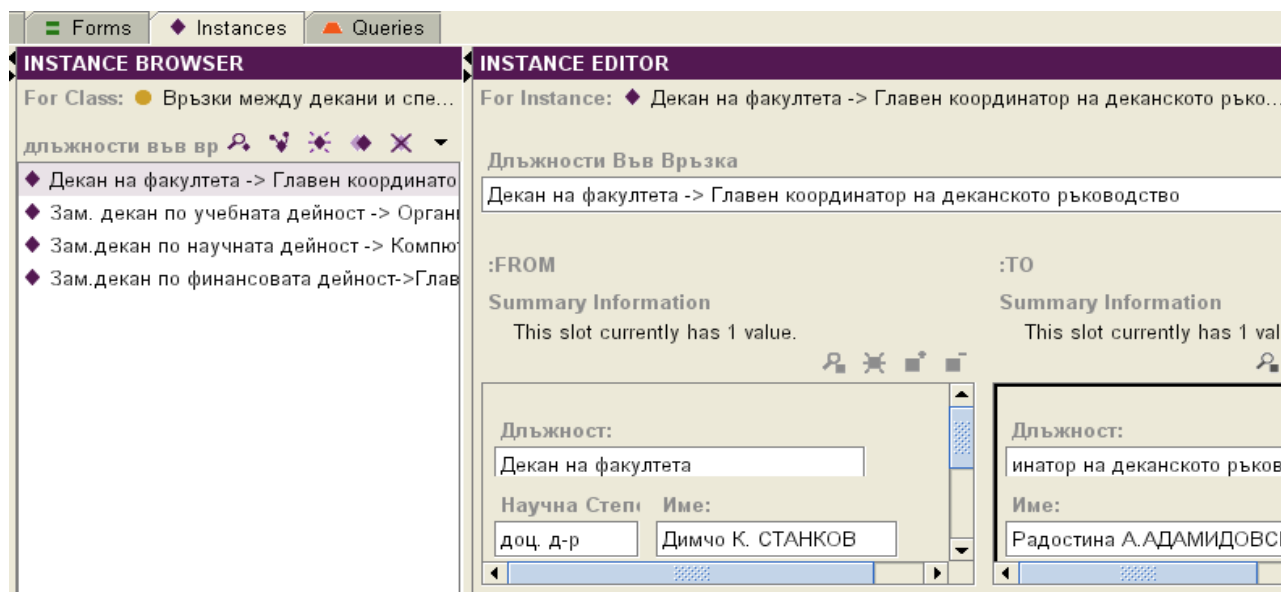 Forms Instances Queries
INSTANCE BROWSER
For Class: Връзки между декани и спе...
длъжности във вр
Декан на факултета -> Главен координато
Зам. декан по учебната дейност -> Органи
Зам.декан по научната дейност -> Компют
Зам.декан по финансовата дейност->Глав
INSTANCE EDITOR
For Instance: Декан на факултета -> Главен координатор на деканското ръко...
Длъжности Във Връзка
Декан на факултета -> Главен координатор на деканското ръководство
:FROM
Summary Information
This slot currently has 1 value.
Длъжност:
Декан на факултета
Научна Степе Име:
доц. д-р Димчо К. СТАНКОВ
:TO
Summary Information
This slot currently has 1 val
Длъжност:
инатор на деканското ръков
Име:
Радостина А.АДАМИДОВС